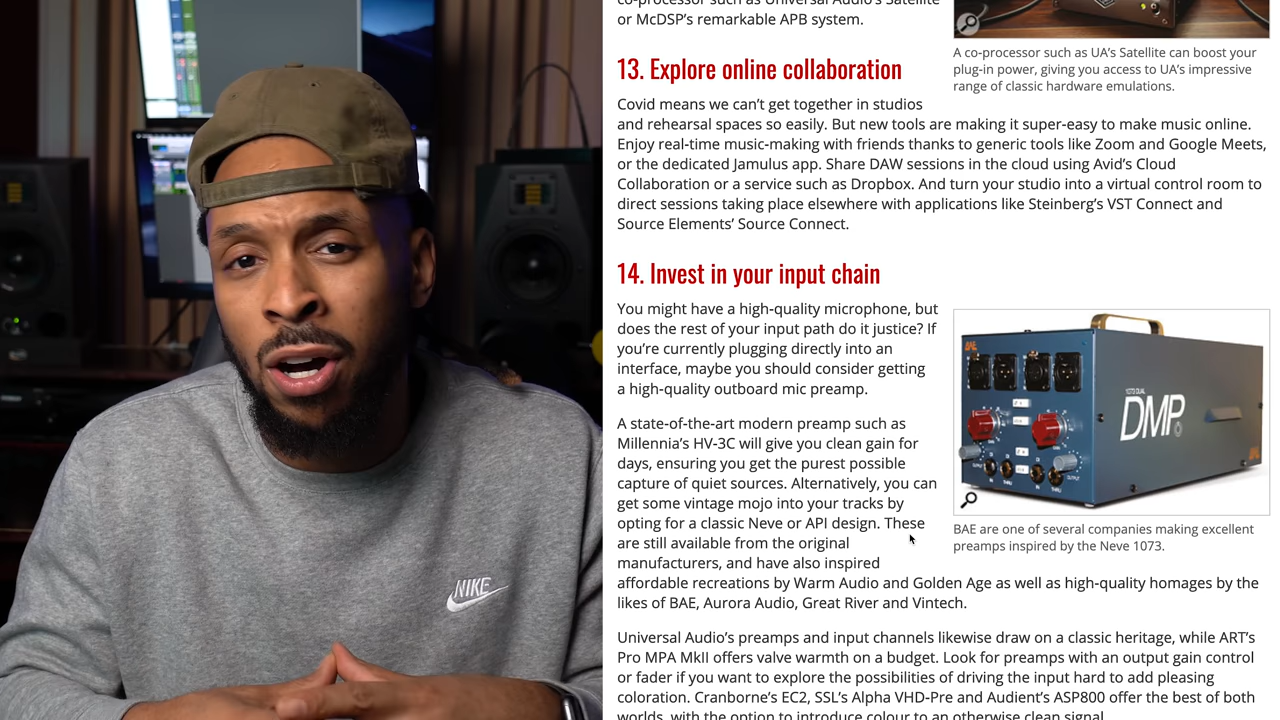 NIKE
co-processor such as Universal Audio's Satellite
or McDSP's remarkable APB system.
A co-processor such as UA's Satellite can boost your
plug-in power, giving you access to UA's impressive
range of classic hardware emulations.
13. Explore online collaboration
Covid means we can't get together in studios
and rehearsal spaces so easily. But new tools are making it super-easy to make music online.
Enjoy real-time music-making with friends thanks to generic tools like Zoom and Google Meets,
or the dedicated Jamulus app. Share DAW sessions in the cloud using Avid's Cloud
Collaboration or a service such as Dropbox. And turn your studio into a virtual control room to
direct sessions taking place elsewhere with applications like Steinberg's VST Connect and
Source Elements' Source Connect.
14. Invest in your input chain
You might have a high-quality microphone, but
does the rest of your input path do it justice? If
you're currently plugging directly into an
interface, maybe you should consider getting
a high-quality outboard mic preamp.
A state-of-the-art modern preamp such as
Millennia's HV-3C will give you clean gain for
days, ensuring you get the purest possible
capture of quiet sources. Alternatively, you can
get some vintage mojo into your tracks by
opting for a classic Neve or API design. These
are still available from the original
manufacturers, and have also inspired
affordable recreations by Warm Audio and Golden Age as well as high-quality homages by the
likes of BAE, Aurora Audio, Great River and Vintech.
BAE
DMP
BAE are one of several companies making excellent
preamps inspired by the Neve 1073.
Universal Audio's preamps and input channels likewise draw on a classic heritage, while ART's
Pro MPA MkII offers valve warmth on a budget. Look for preamps with an output gain control
or fader if you want to explore the possibilities of driving the input hard to add pleasing
coloration. Cranborne's EC2, SSL's Alpha VHD-Pre and Audient's ASP800 offer the best of both
worlds, with the option to introduce colour to an otherwise clean signal.